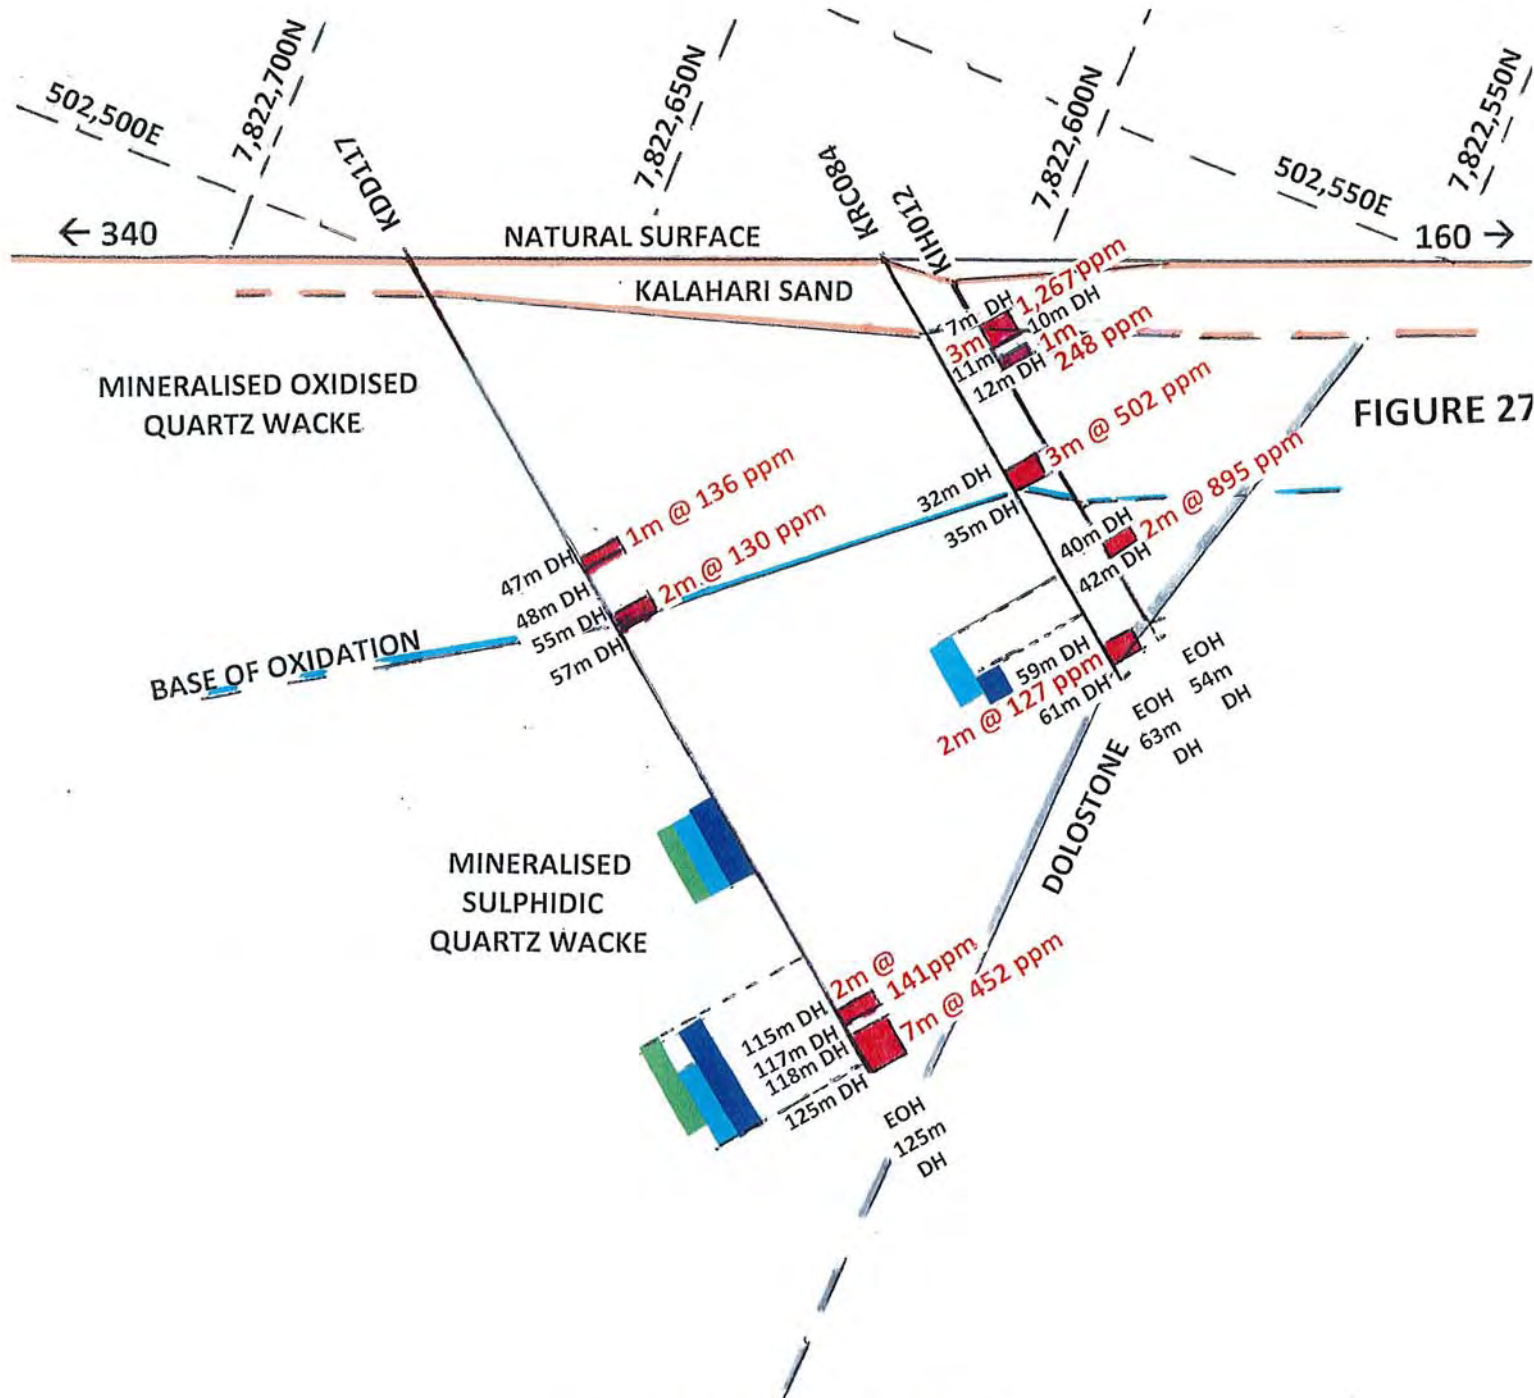 502,500E
7,822,700N
7,822,650N
7,822,600N
7,822,550N
502,550E
KDD117
KRC084
KIH012
← 340
NATURAL SURFACE
160 →
KALAHARI SAND
7m DH
1,267 ppm
10m DH
3m
1m
11m
248 ppm
12m DH
MINERALISED OXIDISED
QUARTZ WACKE
FIGURE 27
3m @ 502 ppm
32m DH
35m DH
2m @ 895 ppm
40m DH
42m DH
1m @ 136 ppm
47m DH
48m DH
2m @ 130 ppm
55m DH
57m DH
BASE OF OXIDATION
59m DH
2m @ 127 ppm
61m DH
EOH
54m
DH
EOH
63m
DH
DOLOSTONE
MINERALISED
SULPHIDIC
QUARTZ WACKE
2m @
141ppm
7m @ 452 ppm
115m DH
117m DH
118m DH
125m DH
EOH
125m
DH